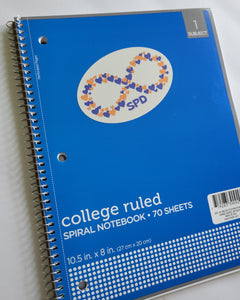 1
SUBJECT
SPD
college ruled
SPIRAL NOTEBOOK • 70 SHEETS
10.5 in. x 8 in. (27 cm x 20 cm)